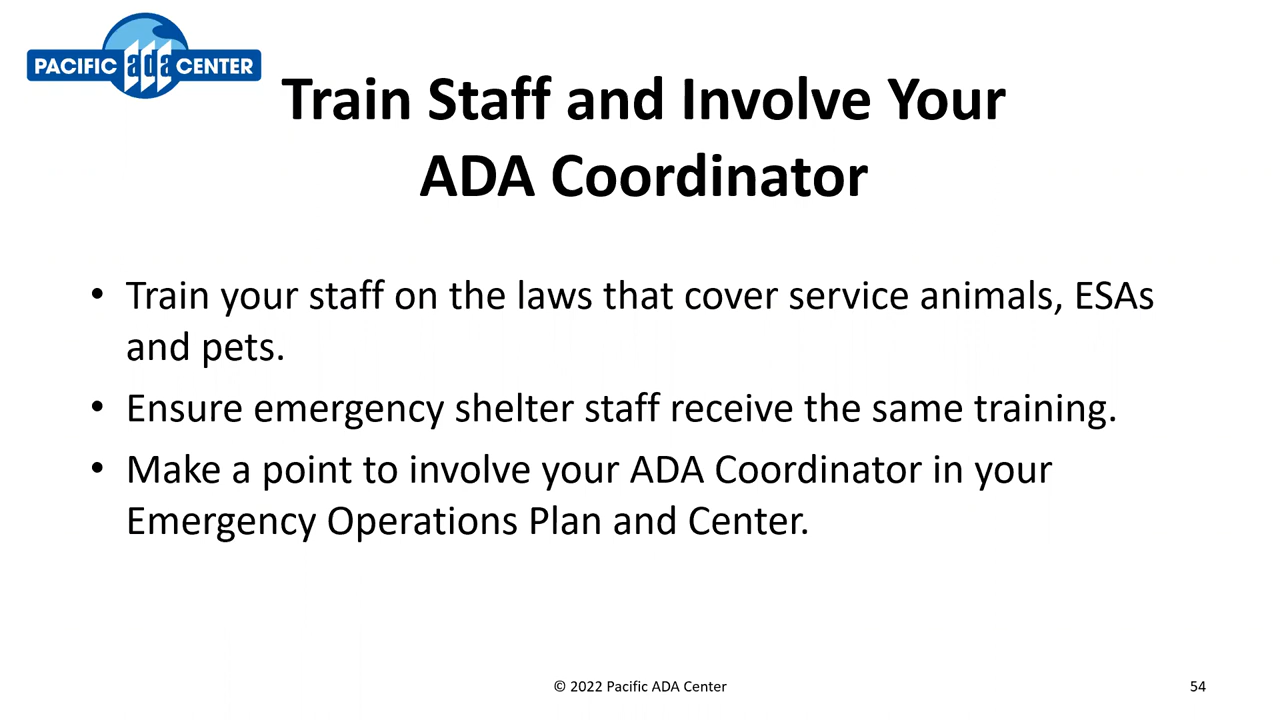 PACIFIC ada CENTER
Train Staff and Involve Your
ADA Coordinator
• Train your staff on the laws that cover service animals, ESAs
and pets.
• Ensure emergency shelter staff receive the same training.
• Make a point to involve your ADA Coordinator in your
Emergency Operations Plan and Center.
© 2022 Pacific ADA Center
54